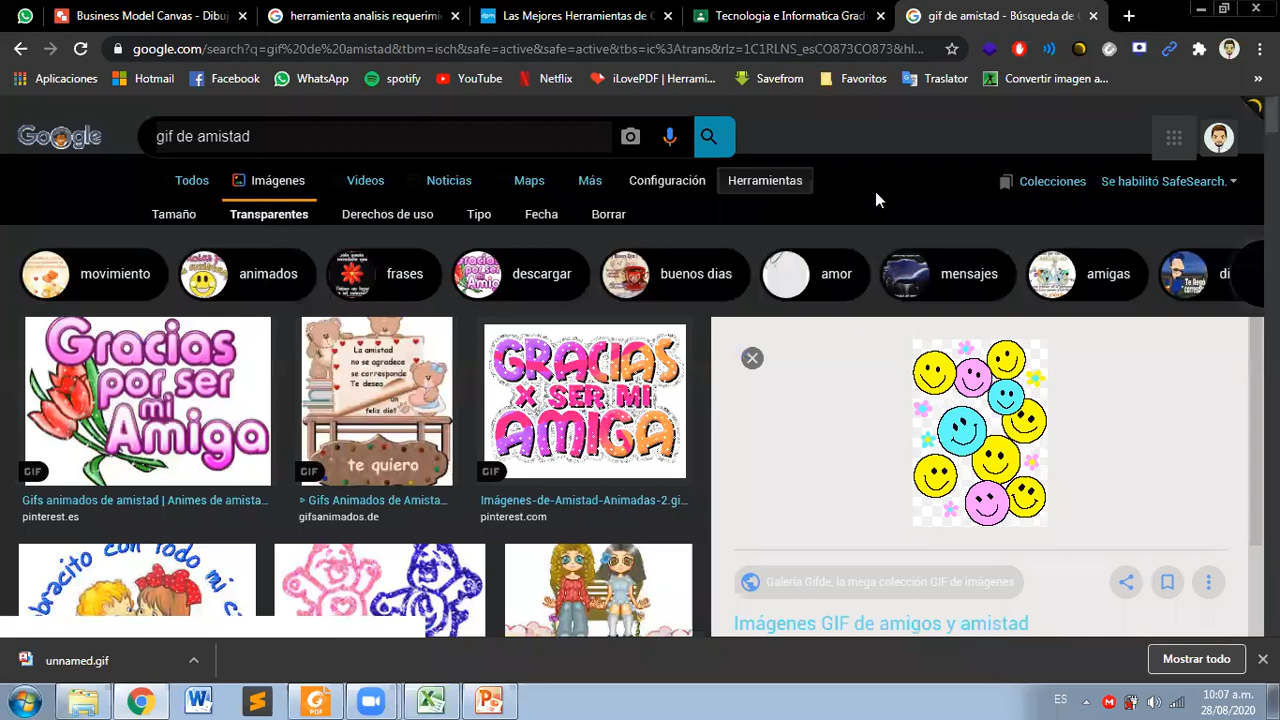 Business Model Canvas - Dibuj
herramienta analisis requerimi
Las Mejores Herramientas de C
Tecnologia e Informatica Grad
gif de amistad - Búsqueda de G
google.com/search?q=gif%20de%20amistad&tbm=isch&safe=active&safe=active&tbs=ic%3Atrans&rlz=1C1RLNS_esCO873CO873&hl...
Aplicaciones
Hotmail
Facebook
WhatsApp
spotify
YouTube
Netflix
iLovePDF | Herrami...
Savefrom
Favoritos
Traslator
Convertir imagen a...
»
Google
gif de amistad
Todos
Imágenes
Videos
Noticias
Maps
Más
Configuración
Herramientas
Colecciones
Se habilitó SafeSearch.
Tamaño
Transparentes
Derechos de uso
Tipo
Fecha
Borrar
movimiento
animados
frases
descargar
buenos dias
amor
mensajes
amigas
di
Gracias
por ser
mi
Amiga
GIF
La amistad
no se agradece
se corresponde
Te deseo
un
feliz día!
te quiero
GIF
GRACIAS
X SER MI
AMIGA
GIF
Gifs animados de amistad | Animes de amista...
pinterest.es
▷ Gifs Animados de Amista...
gifsanimados.de
Imágenes-de-Amistad-Animadas-2.gi...
pinterest.com
Galería Gifde, la mega colección GIF de imágenes
Imágenes GIF de amigos y amistad
bracito con Todo mi c
unnamed.gif
Mostrar todo
ES
10:07 a.m.
28/08/2020